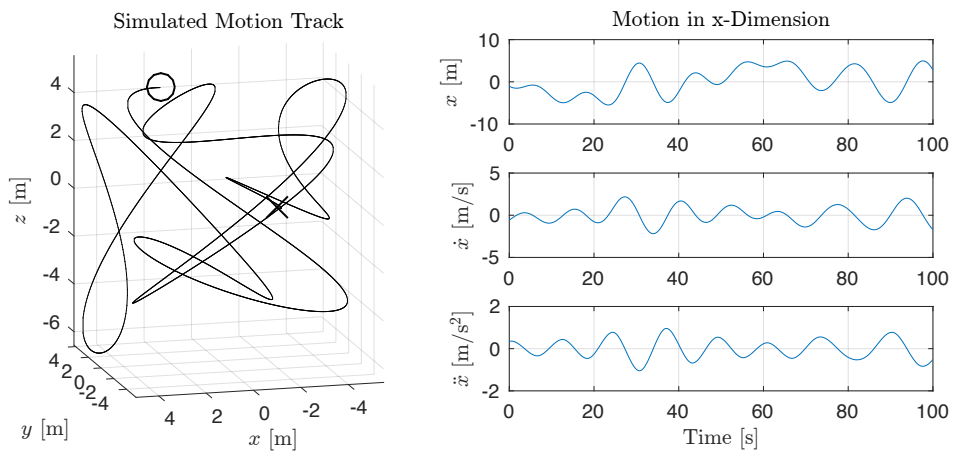 Simulated Motion Track
4
2
0
-2
-4
-6
z [m]
4
2
0
-2
-4
y [m]
4
2
0
-2
-4
x [m]
Motion in x-Dimension
10
0
-10
x [m]
0 20 40 60 80 100
5
0
-5
ẋ [m/s]
0 20 40 60 80 100
2
0
-2
ẍ [m/s²]
0 20 40 60 80 100
Time [s]